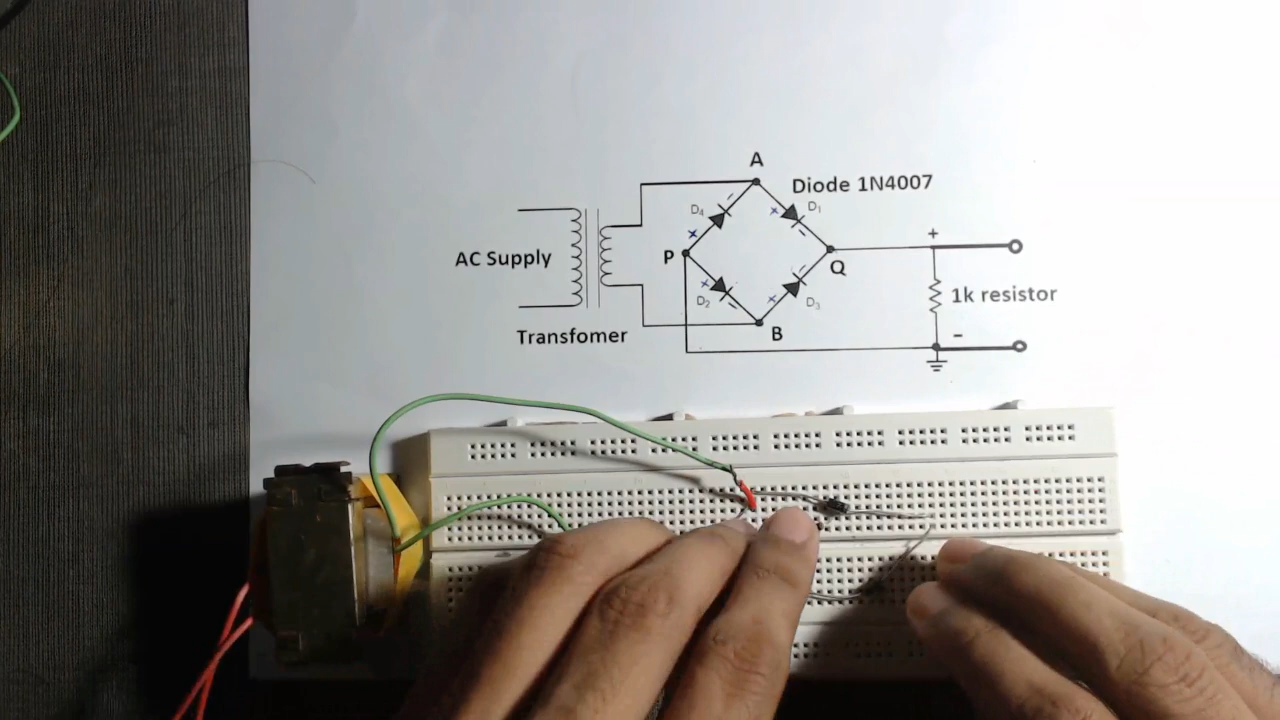 A
Diode 1N4007
D4
D1
+
AC Supply
P
Q
D2
D3
1k resistor
Transfomer
B
-